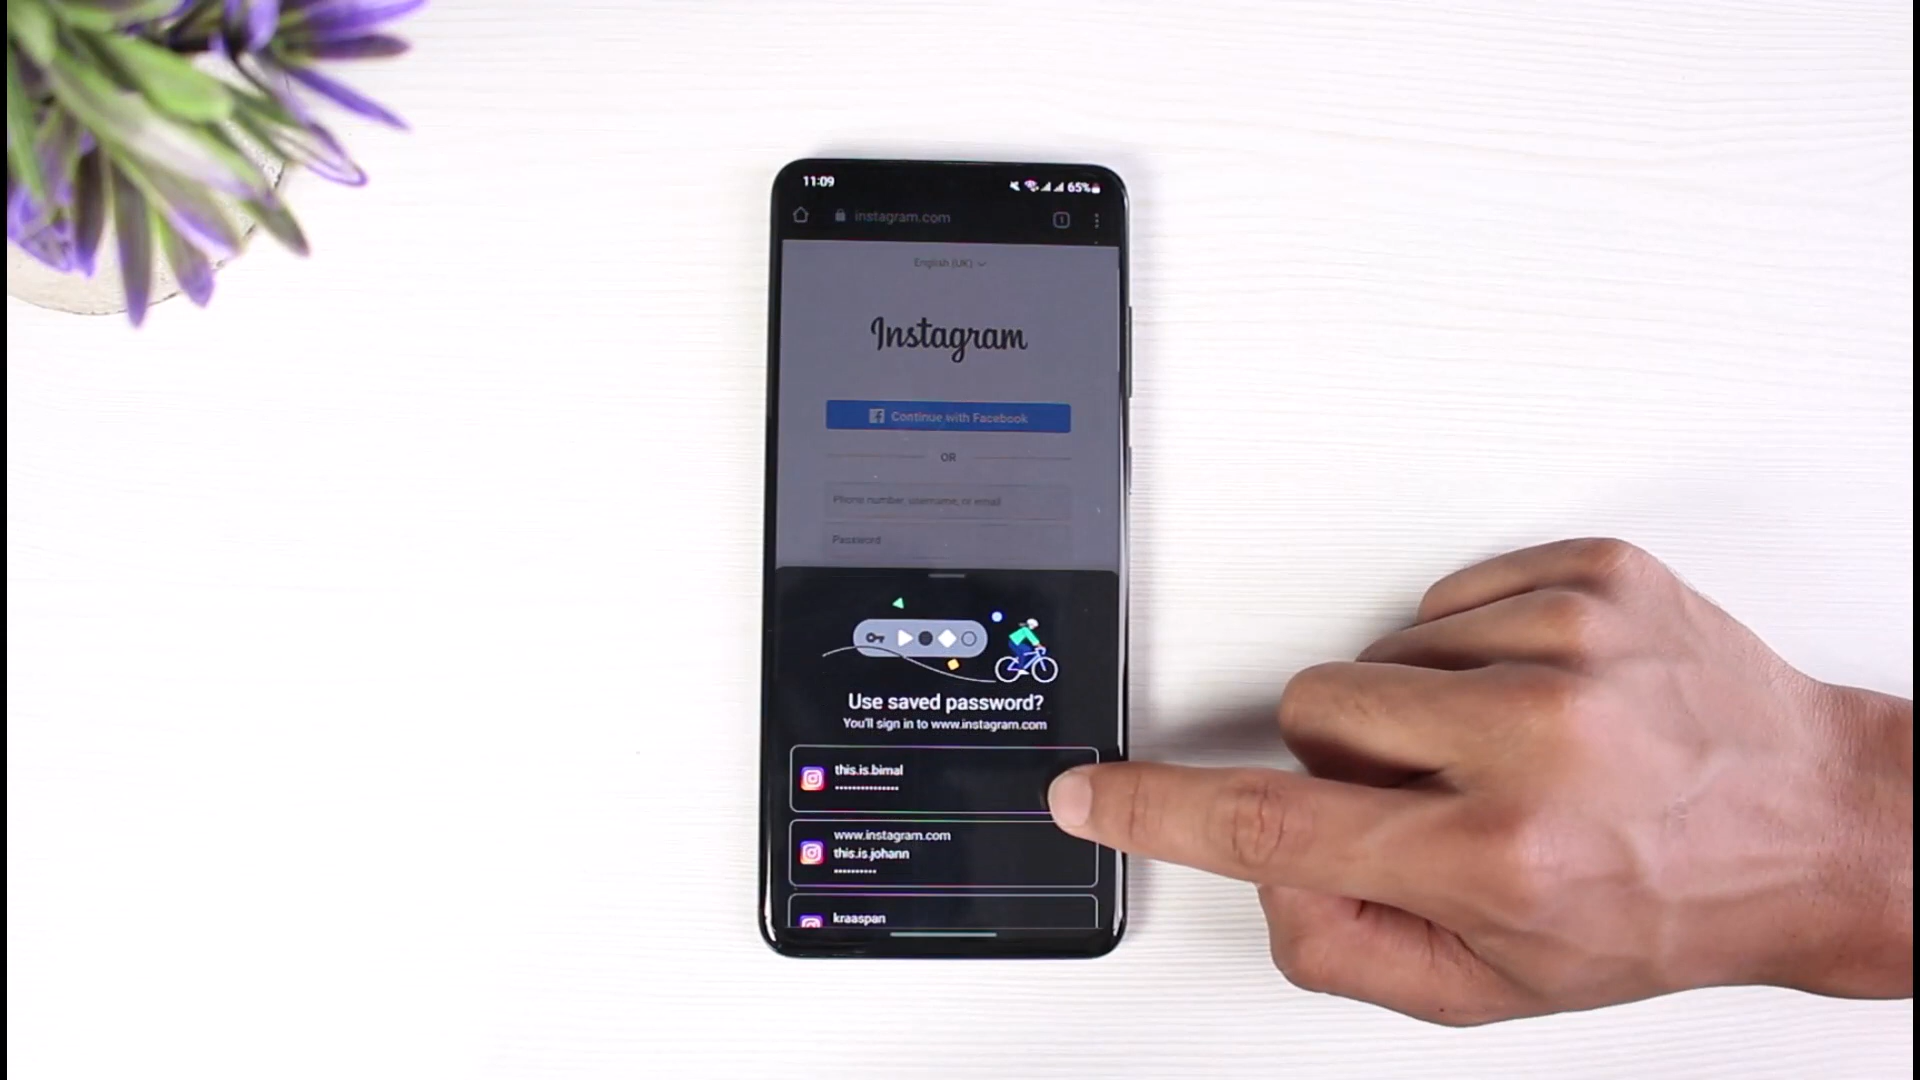 11:09
65%
instagram.com
1
English (UK)
Instagram
Continue with Facebook
OR
Phone number, username, or email
Password
Use saved password?
You'll sign in to www.instagram.com
this.is.bimal
••••••••••••••••
www.instagram.com
this.is.johann
••••••••••
kraaspan